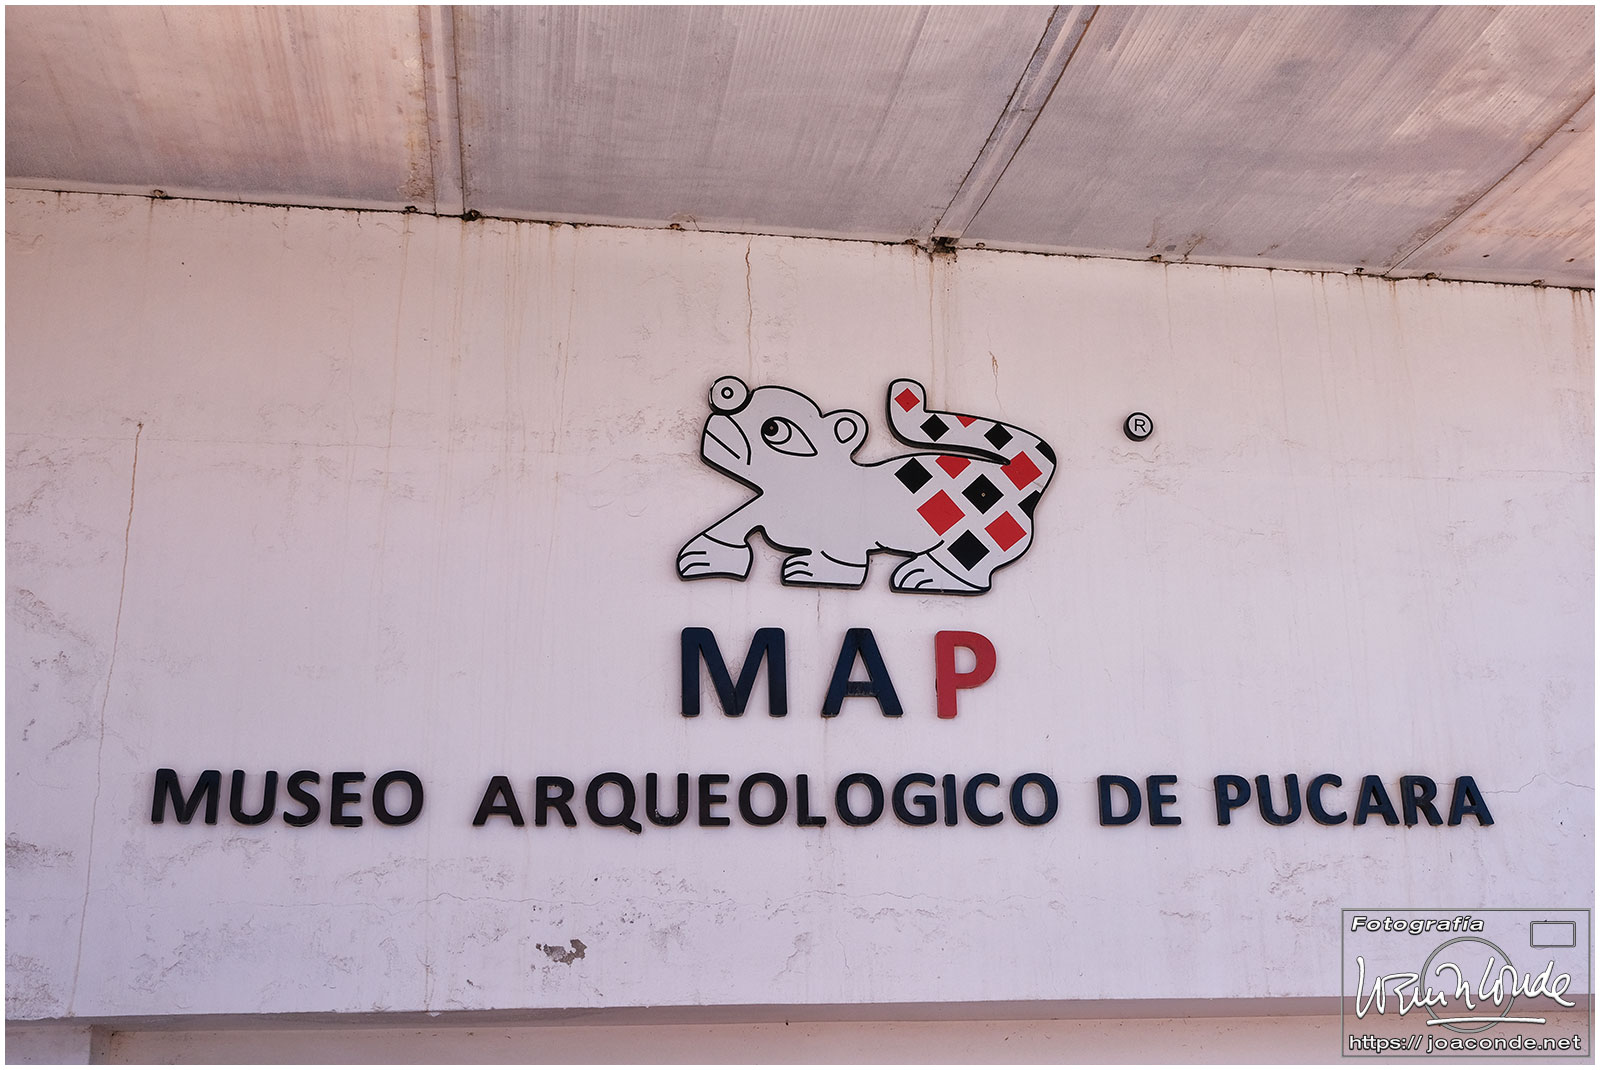 ®
MAP
MUSEO ARQUEOLOGICO DE PUCARA
Fotografía
https:// joaconde.net